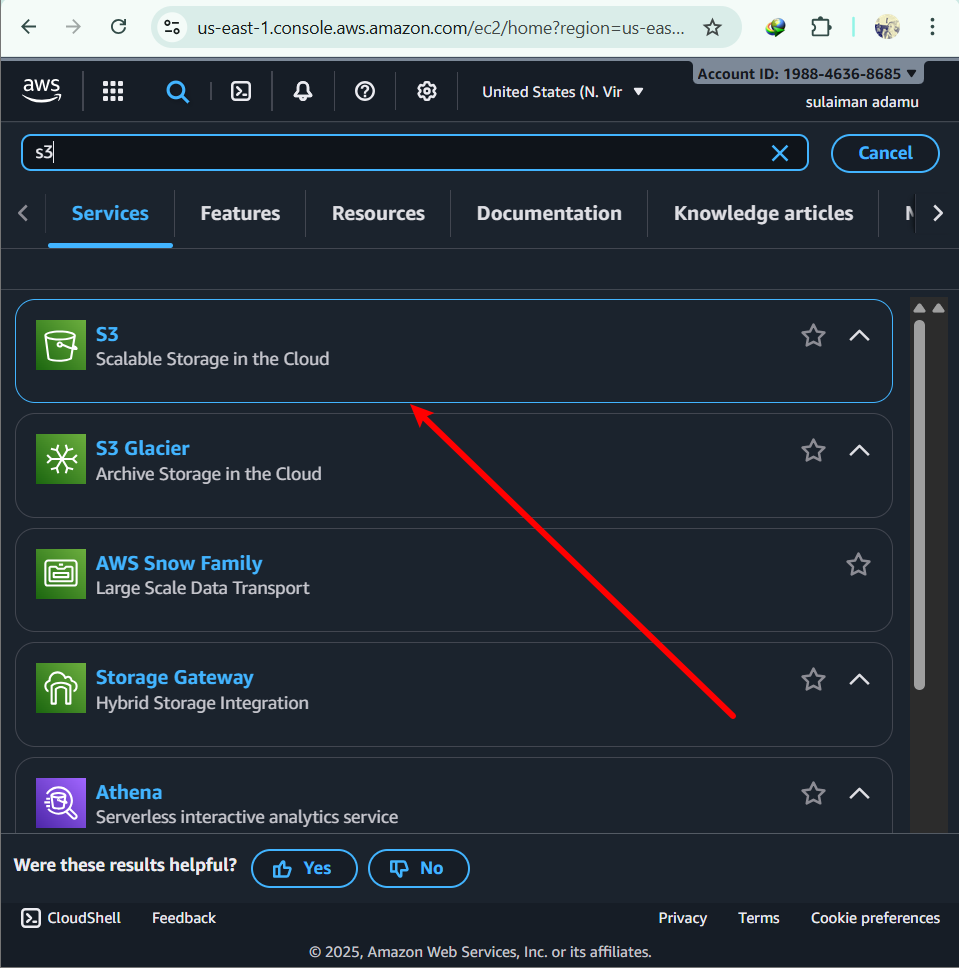 us-east-1.console.aws.amazon.com/ec2/home?region=us-eas...
aws
United States (N. Vir
Account ID: 1988-4636-8685
sulaiman adamu
s3
Cancel
Services
Features
Resources
Documentation
Knowledge articles
S3
Scalable Storage in the Cloud
S3 Glacier
Archive Storage in the Cloud
AWS Snow Family
Large Scale Data Transport
Storage Gateway
Hybrid Storage Integration
Athena
Serverless interactive analytics service
Were these results helpful?
Yes
No
CloudShell
Feedback
Privacy
Terms
Cookie preferences
© 2025, Amazon Web Services, Inc. or its affiliates.